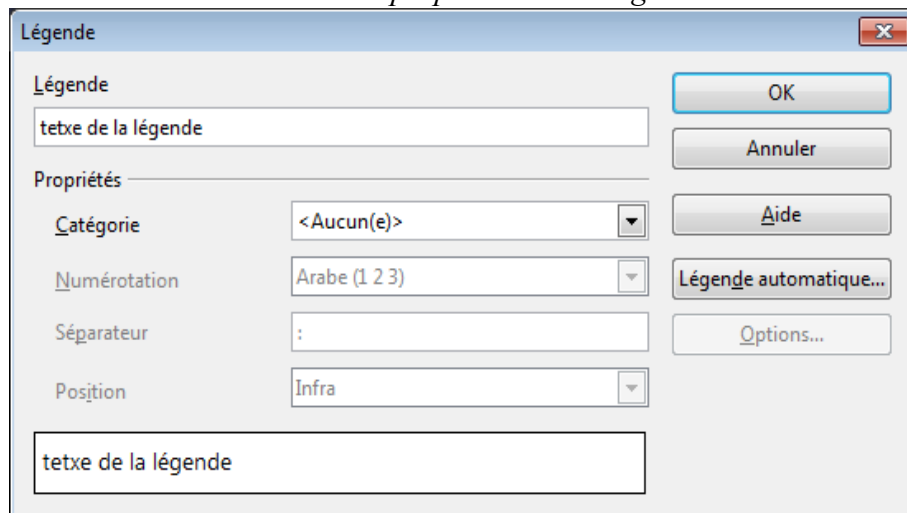 Légende
Légende
tetxe de la légende
Propriétés
Catégorie
<Aucun(e)>
Numérotation
Arabe (1 2 3)
Séparateur
:
Position
Infra
tetxe de la légende
OK
Annuler
Aide
Légende automatique...
Options...